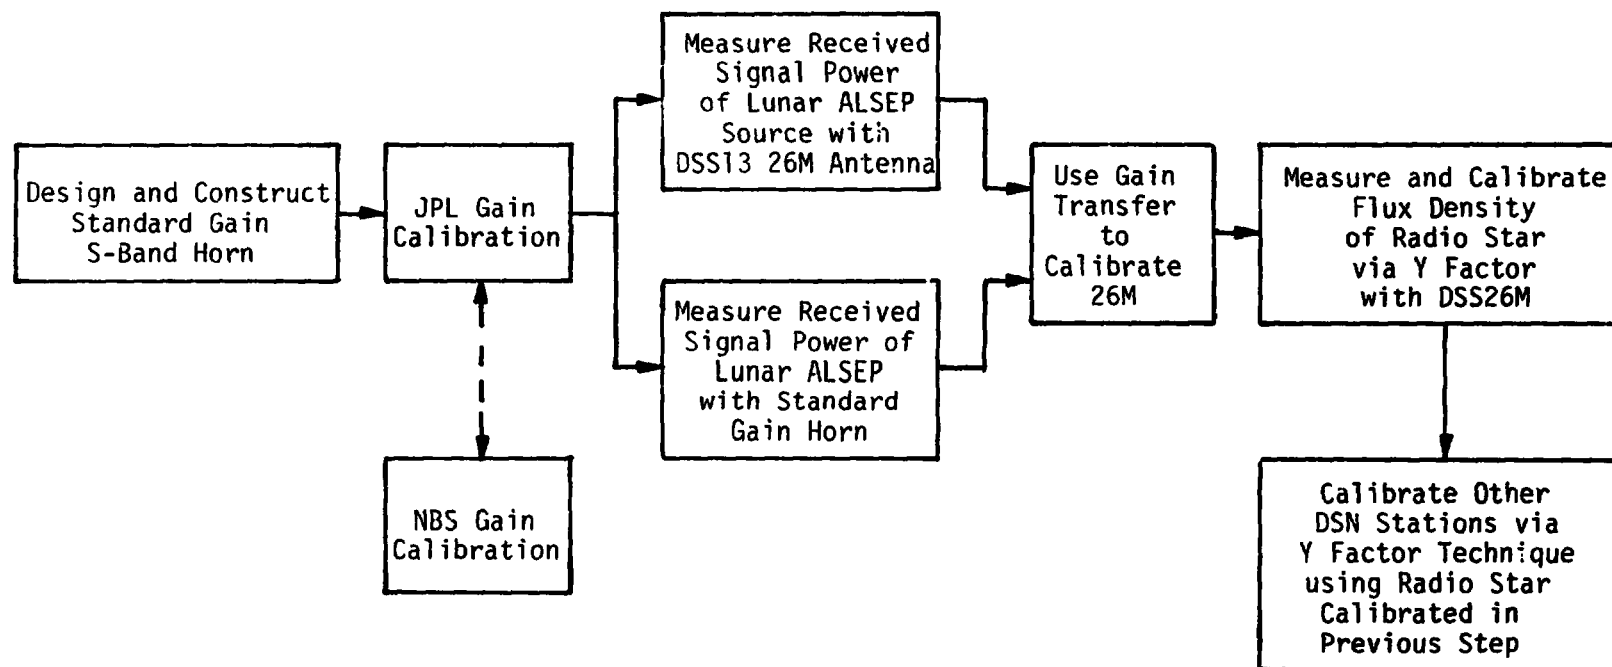 Design and Construct
Standard Gain
S-Band Horn
JPL Gain
Calibration
NBS Gain
Calibration
Measure Received
Signal Power
of Lunar ALSEP
Source with
DSS13 26M Antenna
Measure Received
Signal Power of
Lunar ALSEP
with Standard
Gain Horn
Use Gain
Transfer
to
Calibrate
26M
Measure and Calibrate
Flux Density
of Radio Star
via Y Factor
with DSS26M
Calibrate Other
DSN Stations via
Y Factor Technique
using Radio Star
Calibrated in
Previous Step